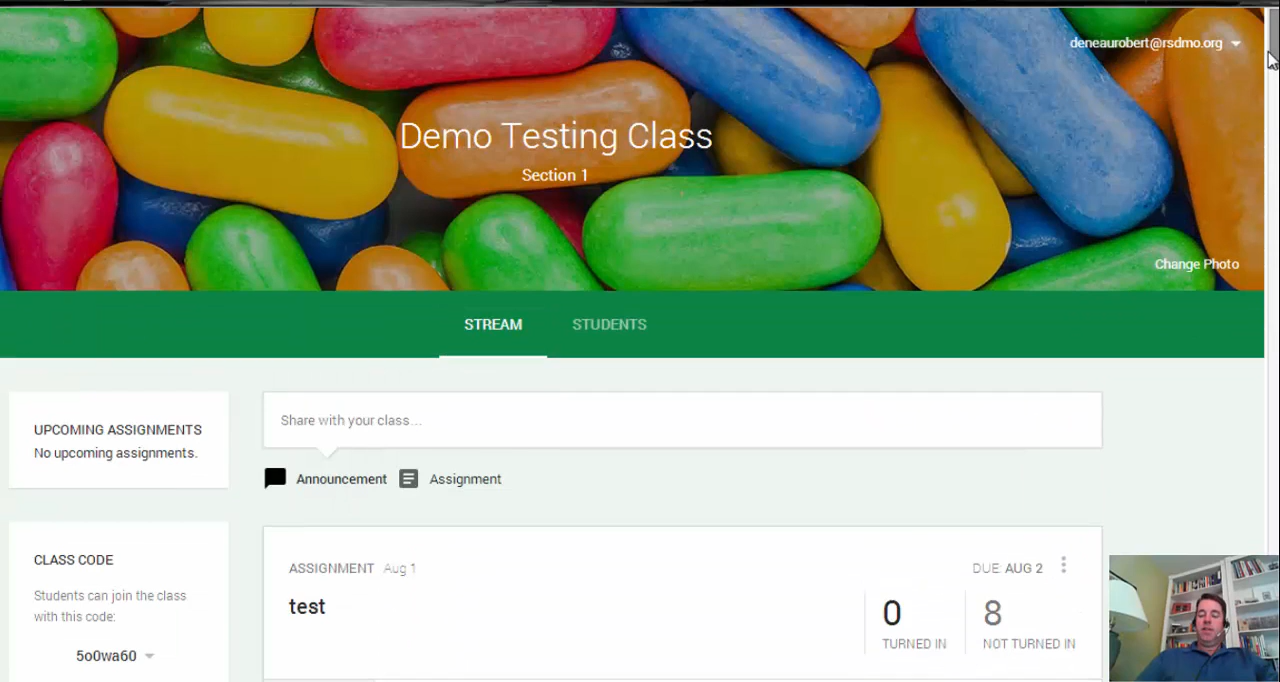 deneaurobert@rsdmo.org
Demo Testing Class
Section 1
Change Photo
STREAM
STUDENTS
UPCOMING ASSIGNMENTS
No upcoming assignments.
Share with your class...
Announcement
Assignment
CLASS CODE
Students can join the class
with this code:
5o0wa60
ASSIGNMENT Aug 1
DUE: AUG 2
test
0
TURNED IN
8
NOT TURNED IN